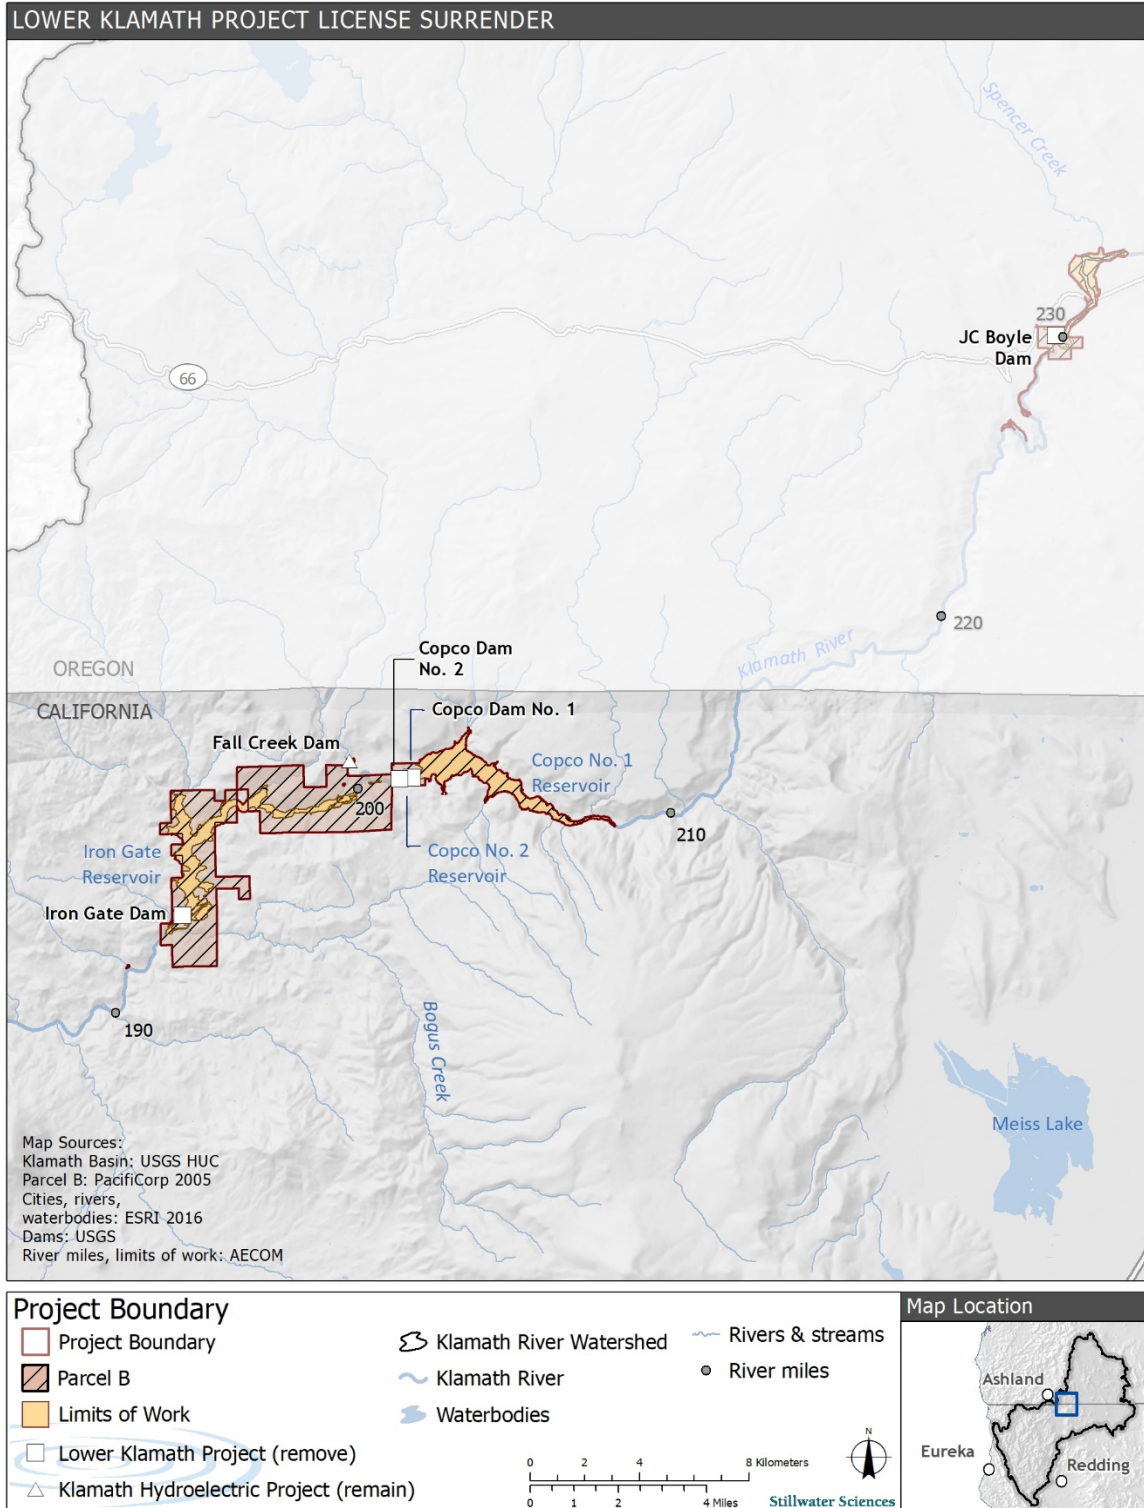 LOWER KLAMATH PROJECT LICENSE SURRENDER
Spencer Creek
230
JC Boyle
Dam
66
220
Klamath River
Copco Dam
No. 2
OREGON
CALIFORNIA
Copco Dam No. 1
Fall Creek Dam
Copco No. 1
Reservoir
200
210
Iron Gate
Reservoir
Copco No. 2
Reservoir
Iron Gate Dam
190
Bogus Creek
Meiss Lake
Map Sources:
Klamath Basin: USGS HUC
Parcel B: PacifiCorp 2005
Cities, rivers,
waterbodies: ESRI 2016
Dams: USGS
River miles, limits of work: AECOM
Project Boundary
Project Boundary
Parcel B
Limits of Work
Lower Klamath Project (remove)
Klamath Hydroelectric Project (remain)
Klamath River Watershed
Klamath River
Waterbodies
Rivers & streams
River miles
N
0 2 4 8 Kilometers
0 1 2 4 Miles
Stillwater Sciences
Map Location
Ashland
Eureka
Redding